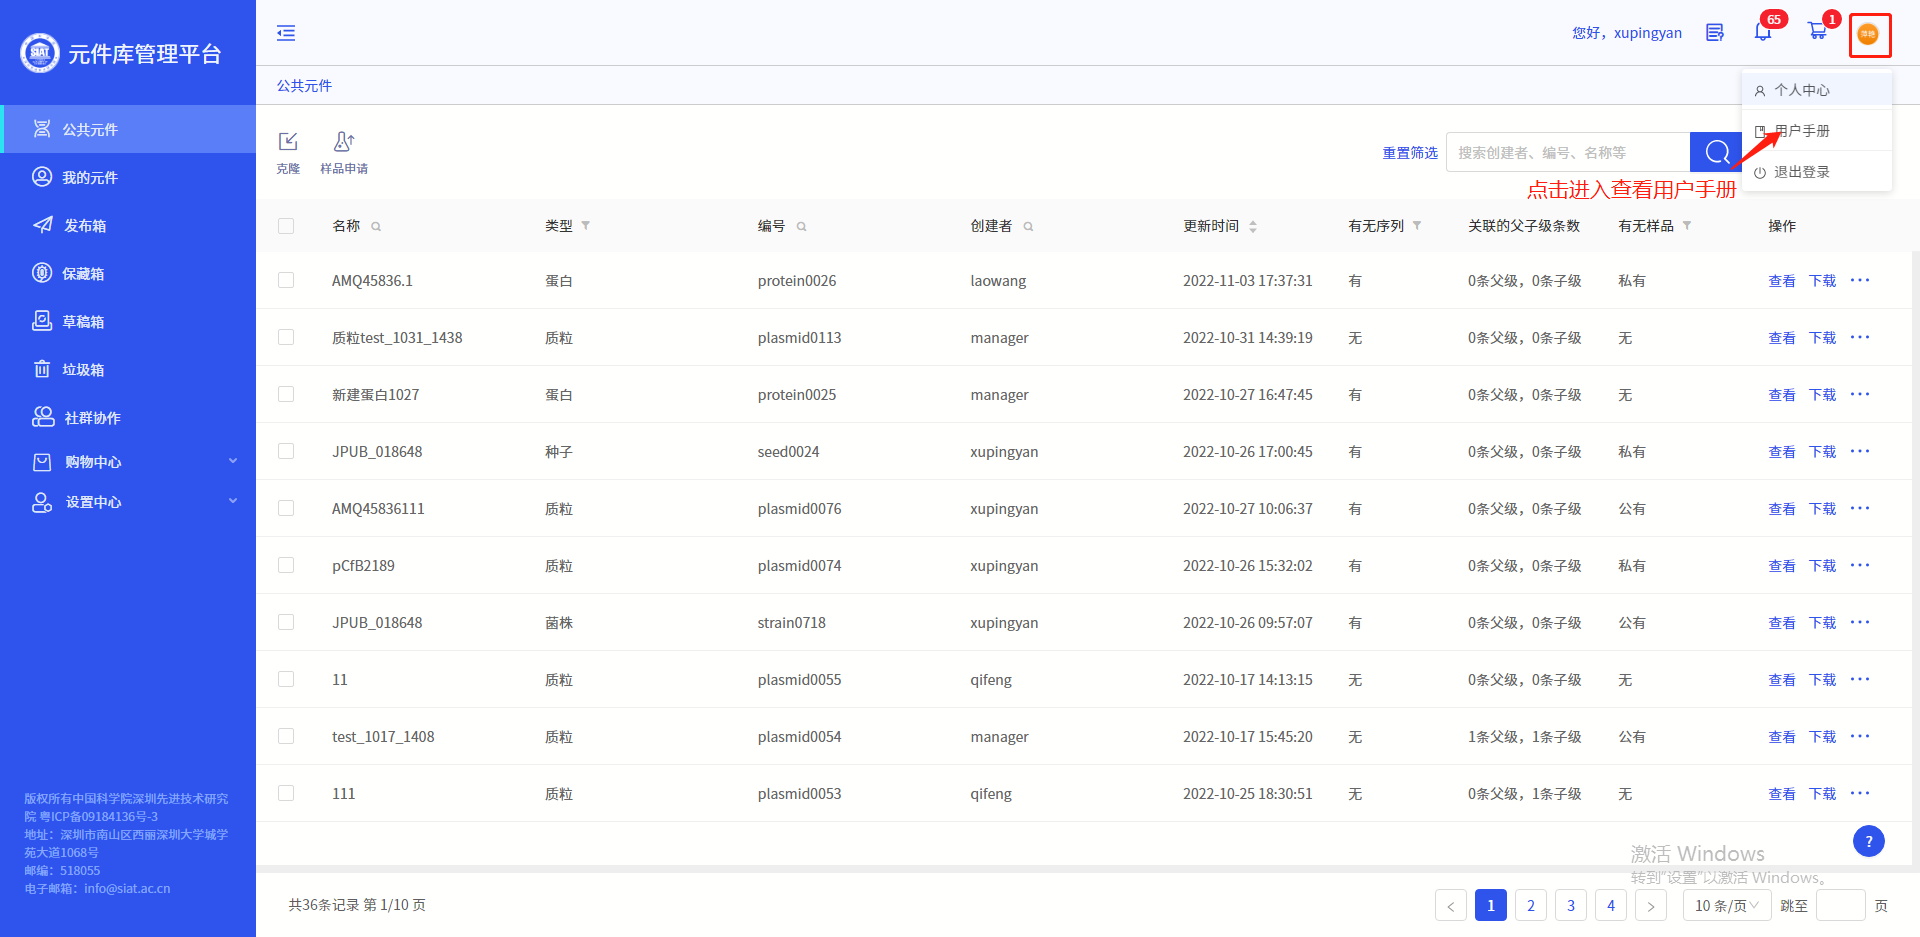 SIAT
元件库管理平台
您好，xupingyan
65
1
公共元件
个人中心
用户手册
退出登录
公共元件
我的元件
发布箱
保藏箱
草稿箱
垃圾箱
社群协作
购物中心
设置中心
克隆
样品申请
重置筛选
搜索创建者、编号、名称等
点击进入查看用户手册
名称 类型 编号 创建者 更新时间 有无序列 关联的父子级条数 有无样品 操作
AMQ45836.1 蛋白 protein0026 laowang 2022-11-03 17:37:31 有 0条父级，0条子级 私有 查看 下载 ···
质粒test_1031_1438 质粒 plasmid0113 manager 2022-10-31 14:39:19 无 0条父级，0条子级 无 查看 下载 ···
新建蛋白1027 蛋白 protein0025 manager 2022-10-27 16:47:45 有 0条父级，0条子级 无 查看 下载 ···
JPUB_018648 种子 seed0024 xupingyan 2022-10-26 17:00:45 有 0条父级，0条子级 私有 查看 下载 ···
AMQ45836111 质粒 plasmid0076 xupingyan 2022-10-27 10:06:37 有 0条父级，0条子级 公有 查看 下载 ···
pCfB2189 质粒 plasmid0074 xupingyan 2022-10-26 15:32:02 有 0条父级，0条子级 私有 查看 下载 ···
JPUB_018648 菌株 strain0718 xupingyan 2022-10-26 09:57:07 有 0条父级，0条子级 公有 查看 下载 ···
11 质粒 plasmid0055 qifeng 2022-10-17 14:13:15 无 0条父级，0条子级 无 查看 下载 ···
test_1017_1408 质粒 plasmid0054 manager 2022-10-17 15:45:20 无 1条父级，1条子级 公有 查看 下载 ···
111 质粒 plasmid0053 qifeng 2022-10-25 18:30:51 无 0条父级，1条子级 无 查看 下载 ···
?
激活 Windows
转到“设置”以激活 Windows。
共36条记录 第 1/10 页
< 1 2 3 4 > 10 条/页 跳至 页
版权所有中国科学院深圳先进技术研究
院 粤ICP备09184136号-3
地址：深圳市南山区西丽深圳大学城学
苑大道1068号
邮编：518055
电子邮箱：info@siat.ac.cn